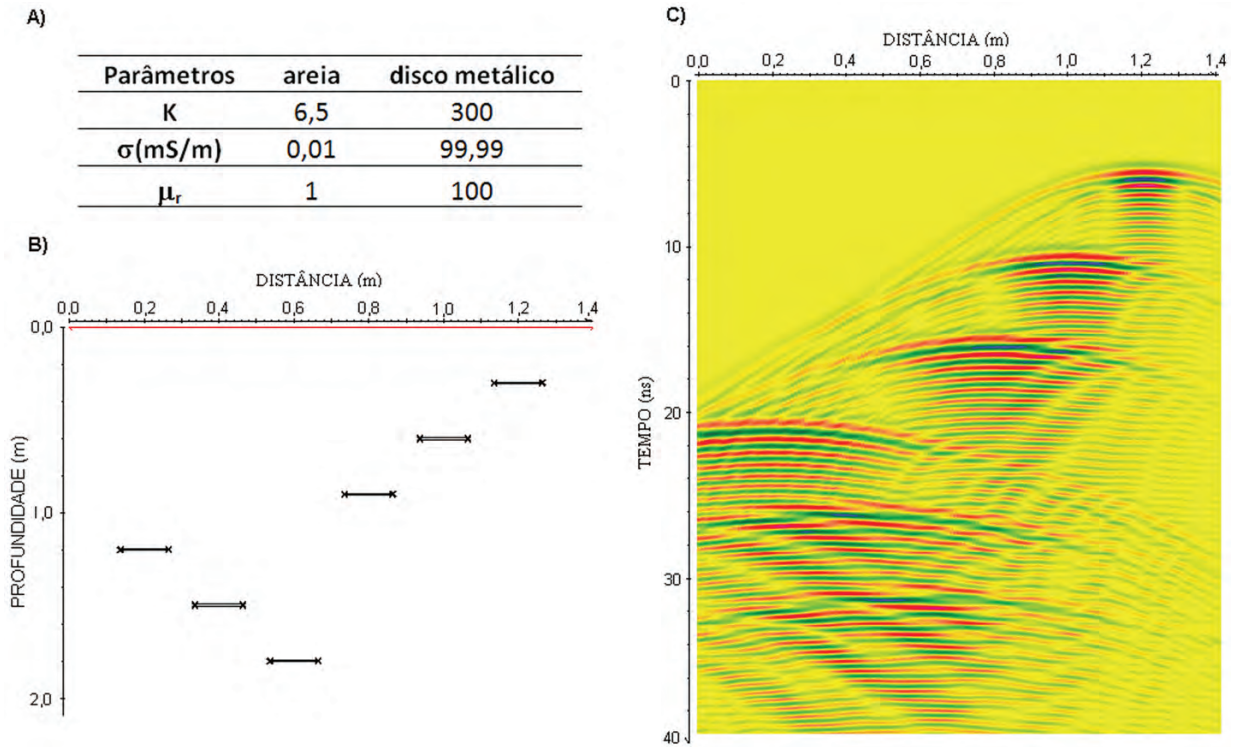 A)
Parâmetros areia disco metálico
K 6,5 300
σ(mS/m) 0,01 99,99
μr 1 100
B)
DISTÂNCIA (m)
0,0 0,2 0,4 0,6 0,8 1,0 1,2 1,4
PROFUNDIDADE (m)
0,0
1,0
2,0
C)
DISTÂNCIA (m)
0,0 0,2 0,4 0,6 0,8 1,0 1,2 1,4
TEMPO (ns)
0
10
20
30
40